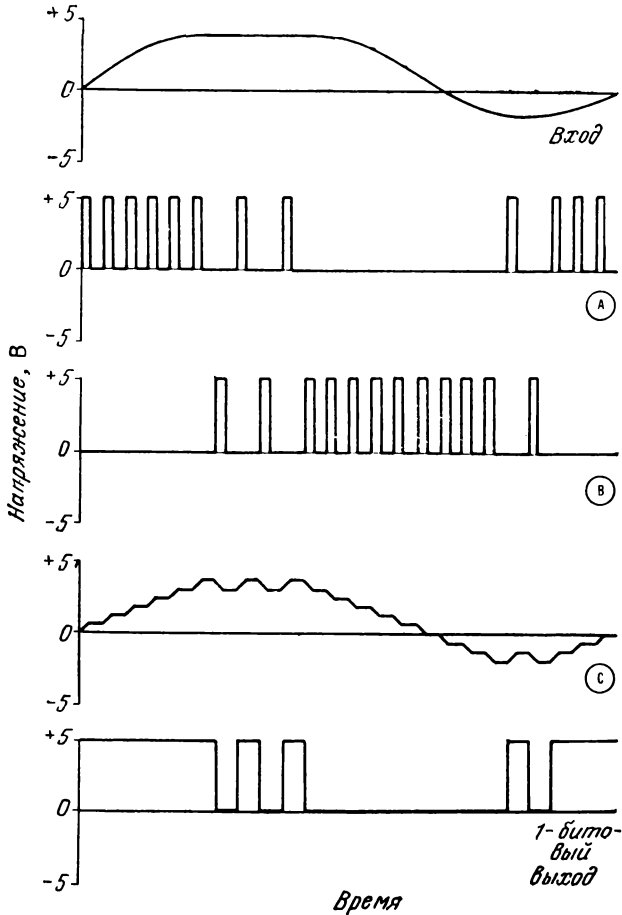 +5
0
-5
Вход
+5
0
-5
A
+5
0
-5
B
Напряжение, В
+5
0
-5
C
+5
0
-5
1-бито-
вый
выход
Время